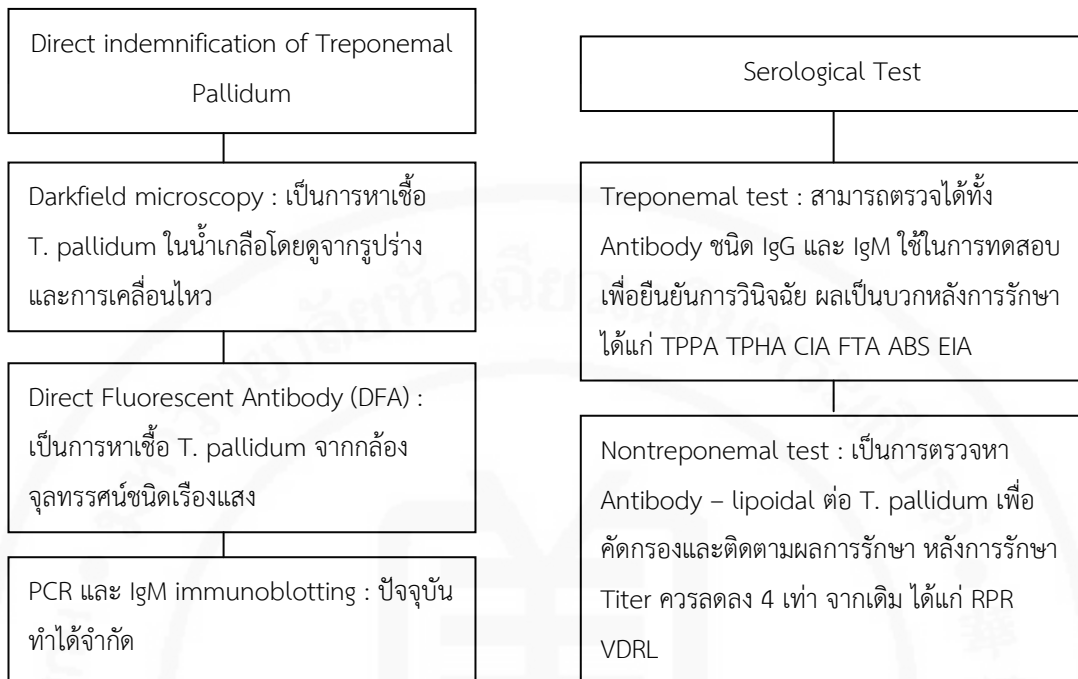 Direct indemnification of Treponemal
Pallidum
Darkfield microscopy : เป็นการหาเชื้อ
T. pallidum ในน้ำเกลือโดยดูจากรูปร่าง
และการเคลื่อนไหว
Direct Fluorescent Antibody (DFA) :
เป็นการหาเชื้อ T. pallidum จากกล้อง
จุลทรรศน์ชนิดเรืองแสง
PCR และ IgM immunoblotting : ปัจจุบัน
ทำได้จำกัด
Serological Test
Treponemal test : สามารถตรวจได้ทั้ง
Antibody ชนิด IgG และ IgM ใช้ในการทดสอบ
เพื่อยืนยันการวินิจฉัย ผลเป็นบวกหลังการรักษา
ได้แก่ TPPA TPHA CIA FTA ABS EIA
Nontreponemal test : เป็นการตรวจหา
Antibody – lipoidal ต่อ T. pallidum เพื่อ
คัดกรองและติดตามผลการรักษา หลังการรักษา
Titer ควรลดลง 4 เท่า จากเดิม ได้แก่ RPR
VDRL